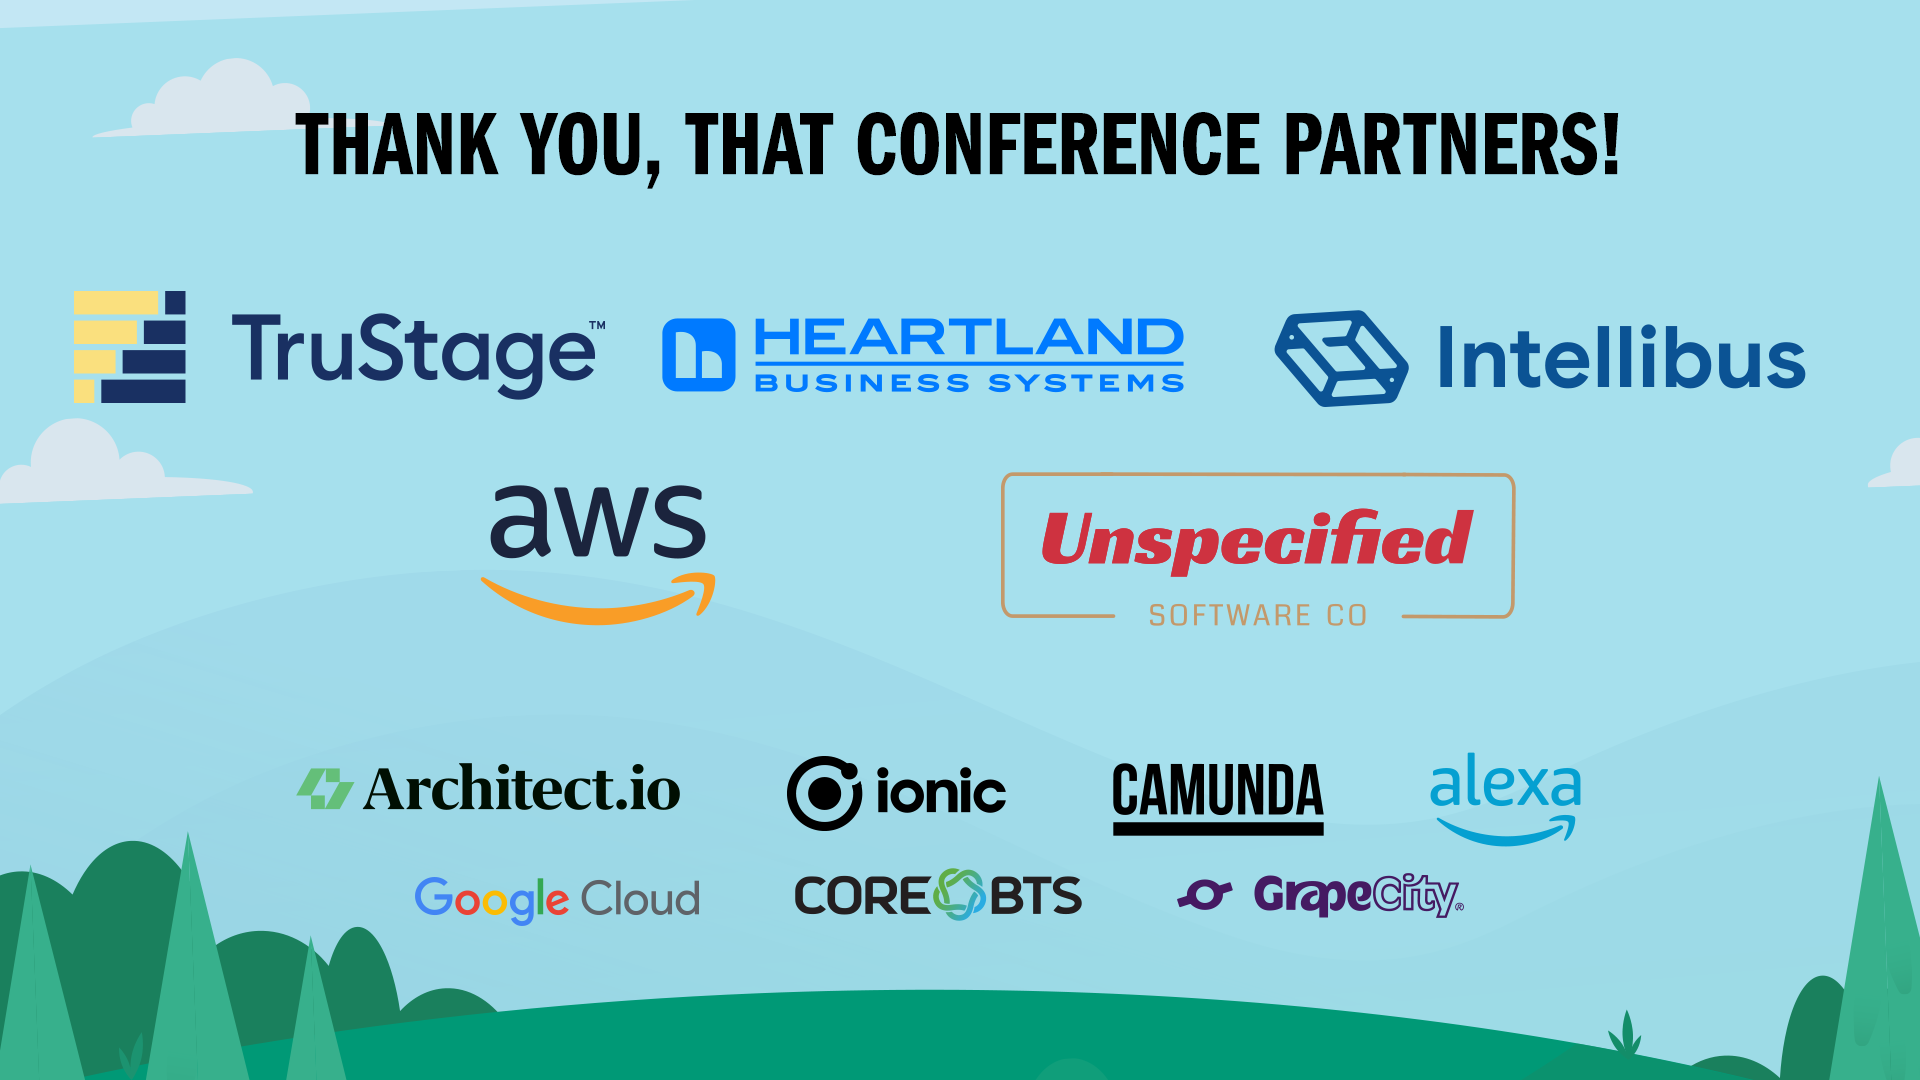 THANK YOU, THAT CONFERENCE PARTNERS!
TruStage™
HEARTLAND
BUSINESS SYSTEMS
Intellibus
aws
Unspecified
SOFTWARE CO
Architect.io
ionic
CAMUNDA
alexa
Google Cloud
CORE BTS
GrapeCity®